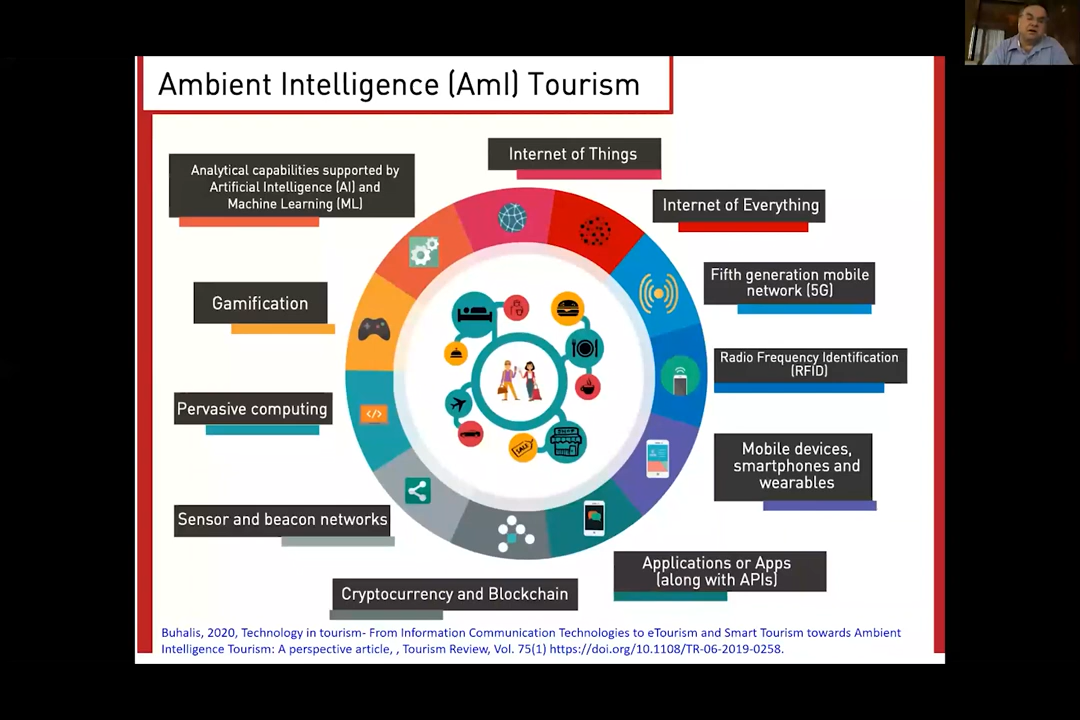 Ambient Intelligence (AmI) Tourism
Internet of Things
Analytical capabilities supported by
Artificial Intelligence (AI) and
Machine Learning (ML)
Internet of Everything
Fifth generation mobile
network (5G)
Gamification
Radio Frequency Identification
(RFID)
Pervasive computing
Mobile devices,
smartphones and
wearables
Sensor and beacon networks
Applications or Apps
(along with APIs)
Cryptocurrency and Blockchain
SHOP
SALE
Buhalis, 2020, Technology in tourism- From Information Communication Technologies to eTourism and Smart Tourism towards Ambient
Intelligence Tourism: A perspective article, , Tourism Review, Vol. 75(1) https://doi.org/10.1108/TR-06-2019-0258.